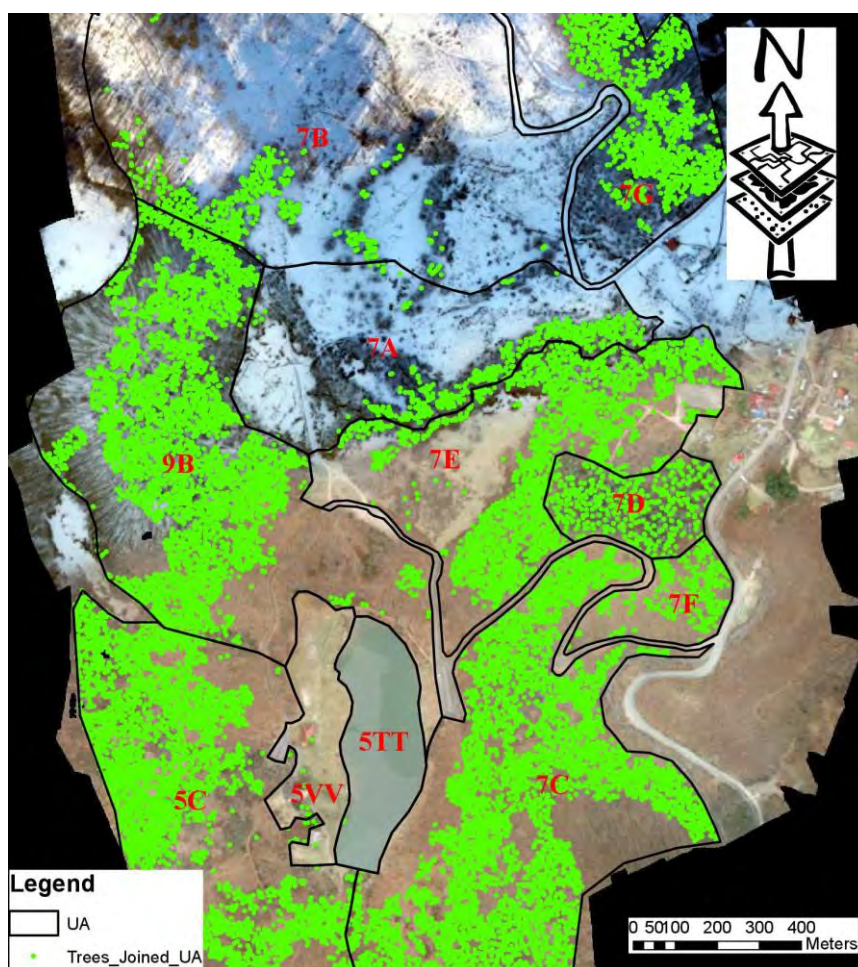 N
7B
7G
7A
9B
7E
7D
7F
5TT
5C
5VV
7C
Legend
UA
Trees_Joined_UA
0 50100 200 300 400
Meters